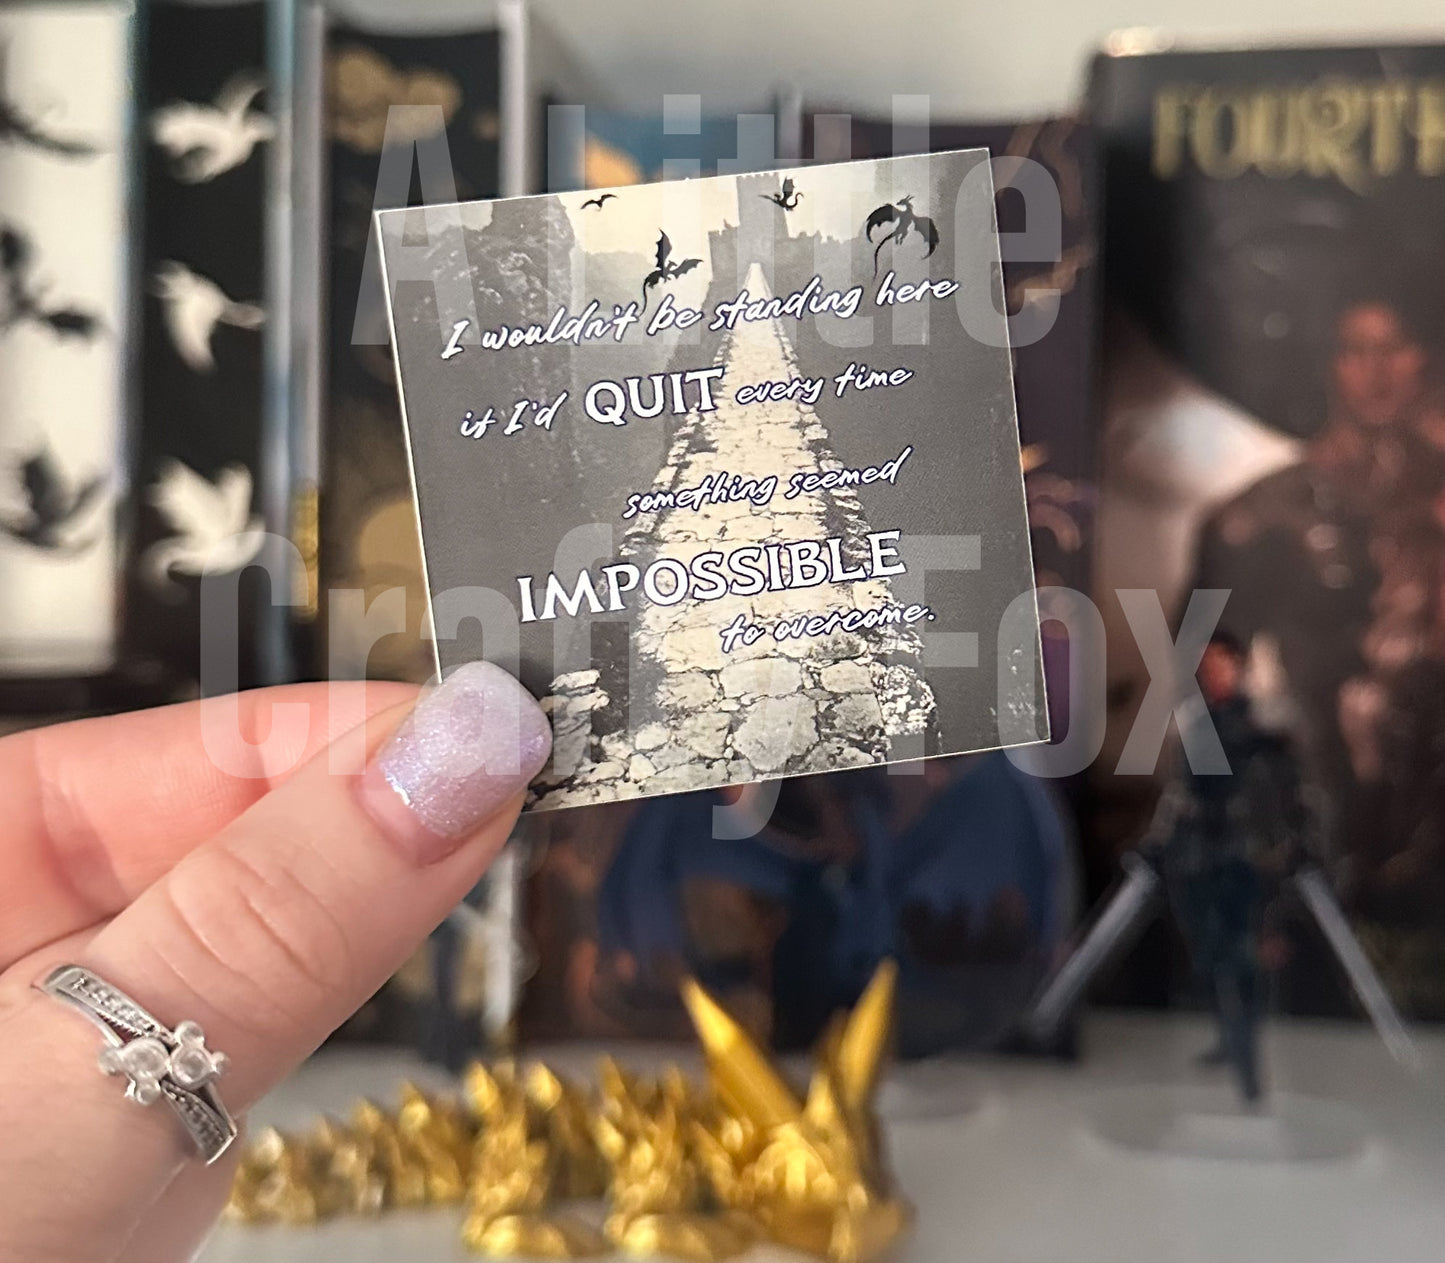 FOURTH
I wouldn't be standing here
if I'd QUIT every time
something seemed
IMPOSSIBLE
to overcome.
A Little
Crafty Fox